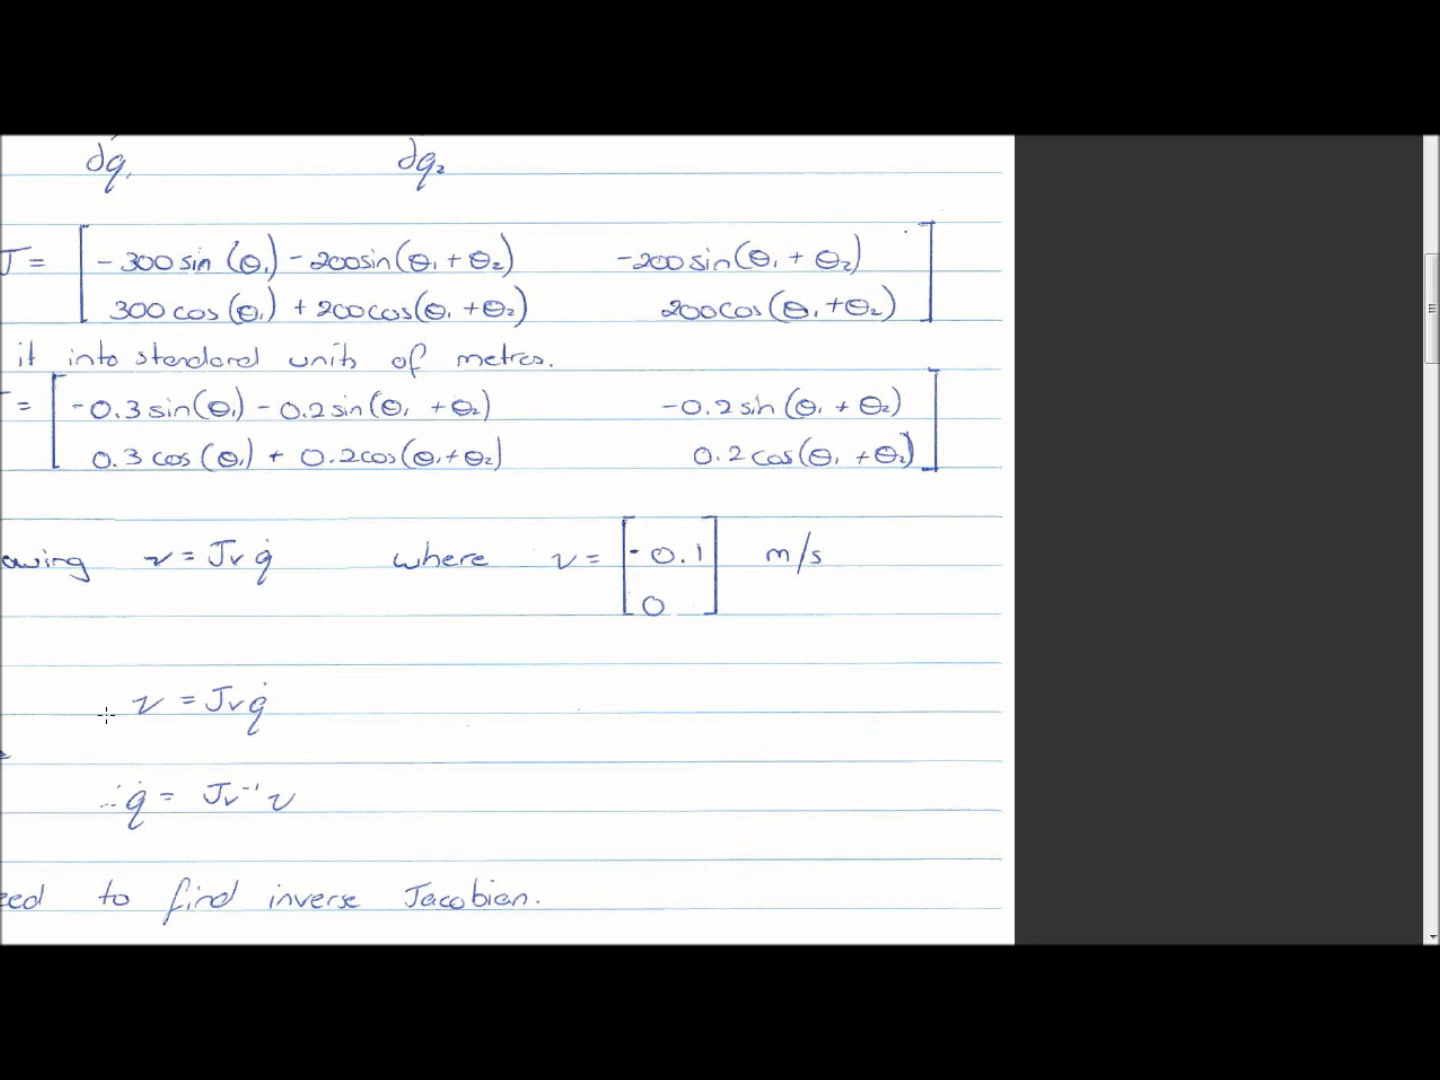 ∂q₁ ∂q₂
J = [ -300 sin(θ₁) - 200sin(θ₁ + θ₂) -200 sin(θ₁ + θ₂)
300 cos(θ₁) + 200cos(θ₁ + θ₂) 200cos(θ₁ + θ₂) ]
it into standard units of metres.
= [ -0.3 sin(θ₁) - 0.2 sin(θ₁ + θ₂) -0.2 sin(θ₁ + θ₂)
0.3 cos(θ₁) + 0.2cos(θ₁ + θ₂) 0.2 cos(θ₁ + θ₂) ]
owing v = Jv q̇ where v = [ -0.1 m/s
0 ]
v = Jv q̇
∴ q̇ = Jv⁻¹ v
eed to find inverse Jacobian.